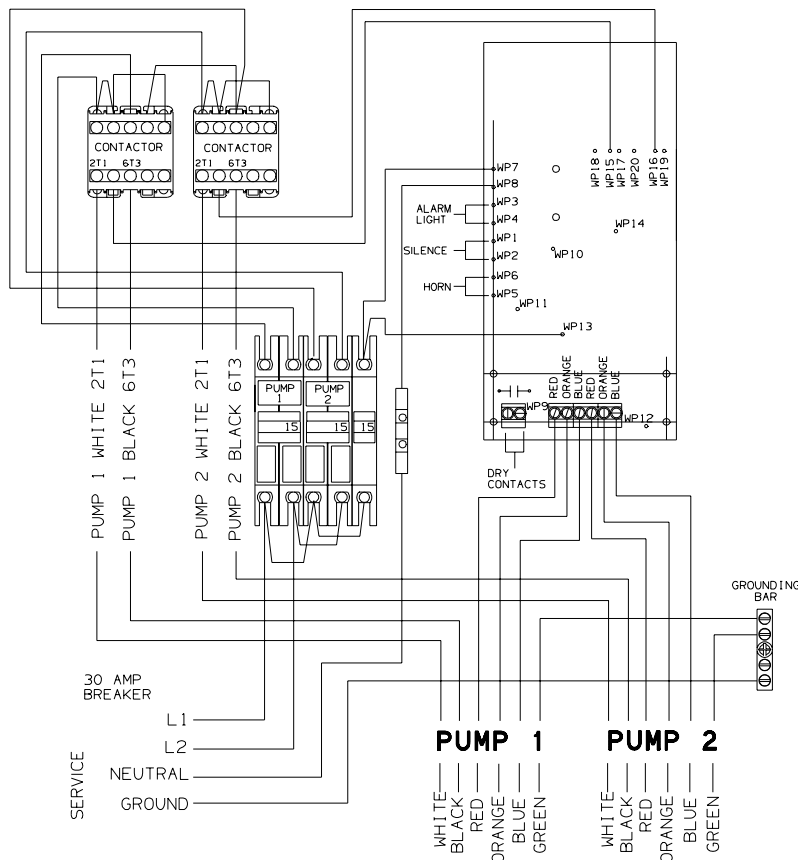 CONTACTOR
2T1 6T3
CONTACTOR
2T1 6T3
WP7
WP8
WP3
WP4
WP1
WP2
WP6
WP5
ALARM
LIGHT
SILENCE
HORN
WP18
WP15
WP17
WP20
WP16
WP19
WP14
WP10
WP11
WP13
PUMP
1
PUMP
2
15
15
15
RED
ORANGE
BLUE
RED
ORANGE
BLUE
WP9
WP12
DRY
CONTACTS
PUMP 1 WHITE 2T1
PUMP 1 BLACK 6T3
PUMP 2 WHITE 2T1
PUMP 2 BLACK 6T3
GROUNDING
BAR
30 AMP
BREAKER
SERVICE
L1
L2
NEUTRAL
GROUND
PUMP 1
WHITE
BLACK
RED
ORANGE
BLUE
GREEN
PUMP 2
WHITE
BLACK
RED
ORANGE
BLUE
GREEN